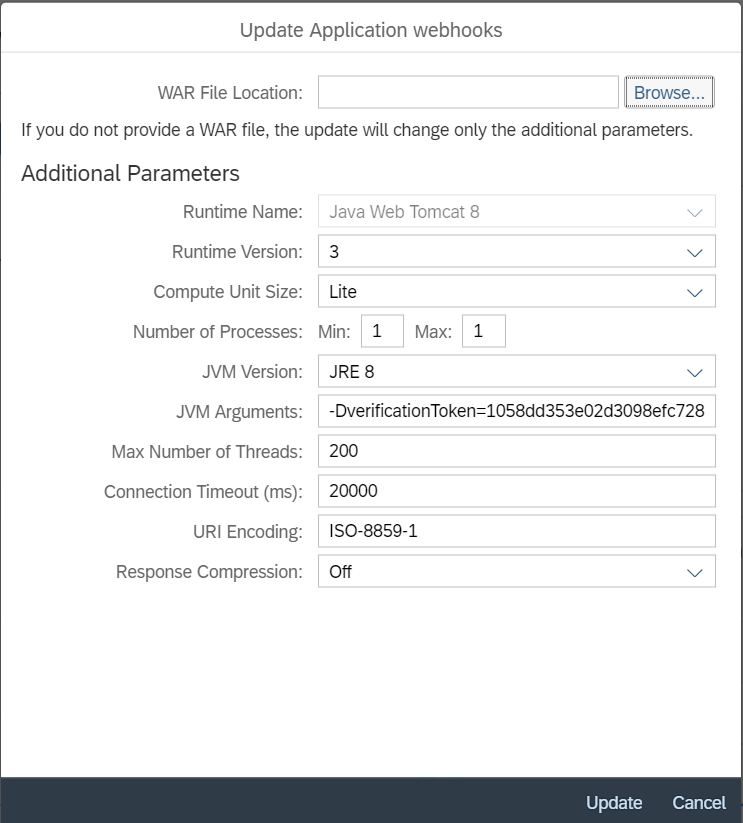 Update Application webhooks
WAR File Location: Browse...
If you do not provide a WAR file, the update will change only the additional parameters.
Additional Parameters
Runtime Name: Java Web Tomcat 8
Runtime Version: 3
Compute Unit Size: Lite
Number of Processes: Min: 1 Max: 1
JVM Version: JRE 8
JVM Arguments: -DverificationToken=1058dd353e02d3098efc728
Max Number of Threads: 200
Connection Timeout (ms): 20000
URI Encoding: ISO-8859-1
Response Compression: Off
Update Cancel